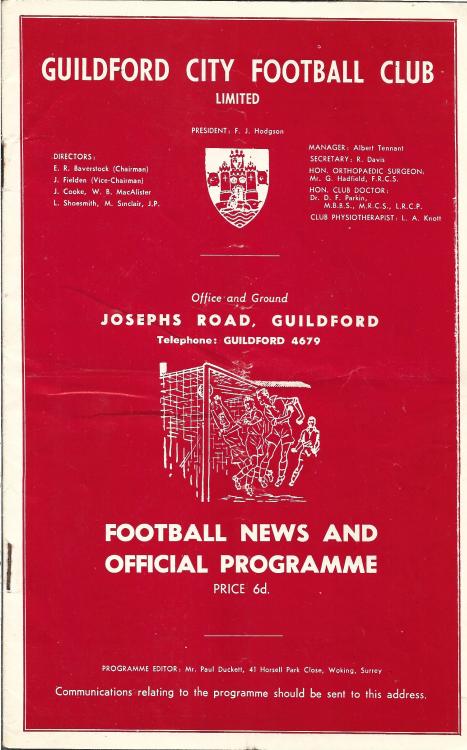 GUILDFORD CITY FOOTBALL CLUB
LIMITED
PRESIDENT: F. J. Hodgson
DIRECTORS:
E. R. Baverstock (Chairman)
J. Fielden (Vice-Chairman)
J. Cooke, W. B. MacAlister
L. Shoesmith, M. Sinclair, J.P.
MANAGER: Albert Tennant
SECRETARY: R. Davis
HON. ORTHOPAEDIC SURGEON:
Mr. G. Hadfield, F.R.C.S.
HON. CLUB DOCTOR:
Dr. D. F. Parkin,
M.B.B.S., M.R.C.S., L.R.C.P.
CLUB PHYSIOTHERAPIST: L. A. Knott
Office and Ground
JOSEPHS ROAD, GUILDFORD
Telephone: GUILDFORD 4679
FOOTBALL NEWS AND
OFFICIAL PROGRAMME
PRICE 6d.
PROGRAMME EDITOR: Mr. Paul Duckett, 41 Horsell Park Close, Woking, Surrey
Communications relating to the programme should be sent to this address.